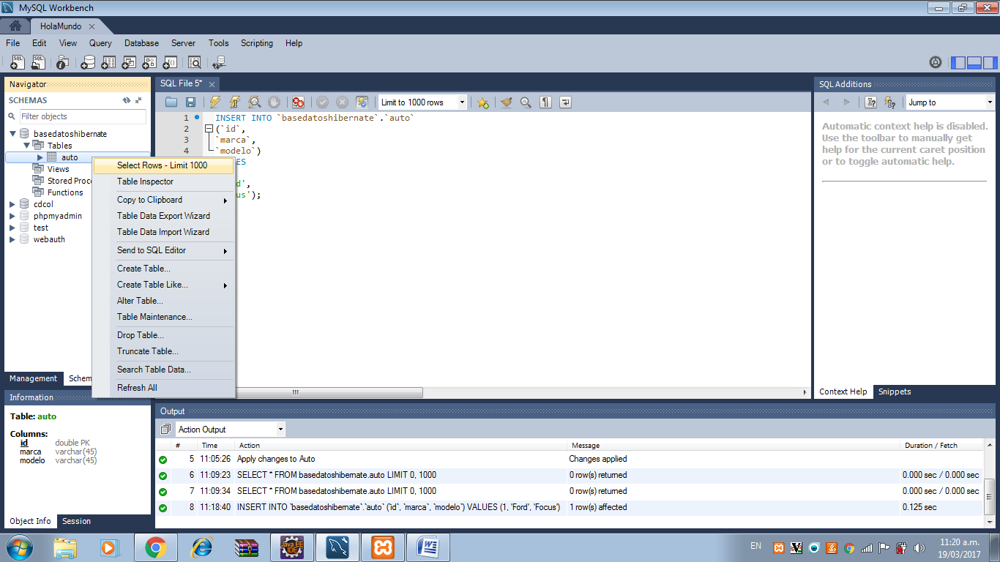 MySQL Workbench
HolaMundo
File Edit View Query Database Server Tools Scripting Help
Navigator
SCHEMAS
Filter objects
basedatoshibernate
Tables
auto
Views
Stored Proc
Functions
cdcol
phpmyadmin
test
webauth
Management Schem
Select Rows - Limit 1000
Table Inspector
Copy to Clipboard
Table Data Export Wizard
Table Data Import Wizard
Send to SQL Editor
Create Table...
Create Table Like...
Alter Table...
Table Maintenance...
Drop Table...
Truncate Table...
Search Table Data...
Refresh All
Information
Table: auto
Columns:
id double PK
marca varchar(45)
modelo varchar(45)
Object Info Session
SQL File 5*
Limit to 1000 rows
1 INSERT INTO `basedatoshibernate`.`auto`
2 (`id`,
3 `marca`,
4 `modelo`)
ES
d',
us');
SQL Additions
Jump to
Automatic context help is disabled.
Use the toolbar to manually get
help for the current caret position
or to toggle automatic help.
Context Help Snippets
Output
Action Output
# Time Action Message Duration / Fetch
5 11:05:26 Apply changes to Auto Changes applied
6 11:09:23 SELECT * FROM basedatoshibernate.auto LIMIT 0, 1000 0 row(s) returned 0.000 sec / 0.000 sec
7 11:09:34 SELECT * FROM basedatoshibernate.auto LIMIT 0, 1000 0 row(s) returned 0.000 sec / 0.000 sec
8 11:18:40 INSERT INTO `basedatoshibernate`.`auto` (`id`, `marca`, `modelo`) VALUES (1, 'Ford', 'Focus') 1 row(s) affected 0.125 sec
Java EE
IDE
EN
11:20 a.m.
19/03/2017